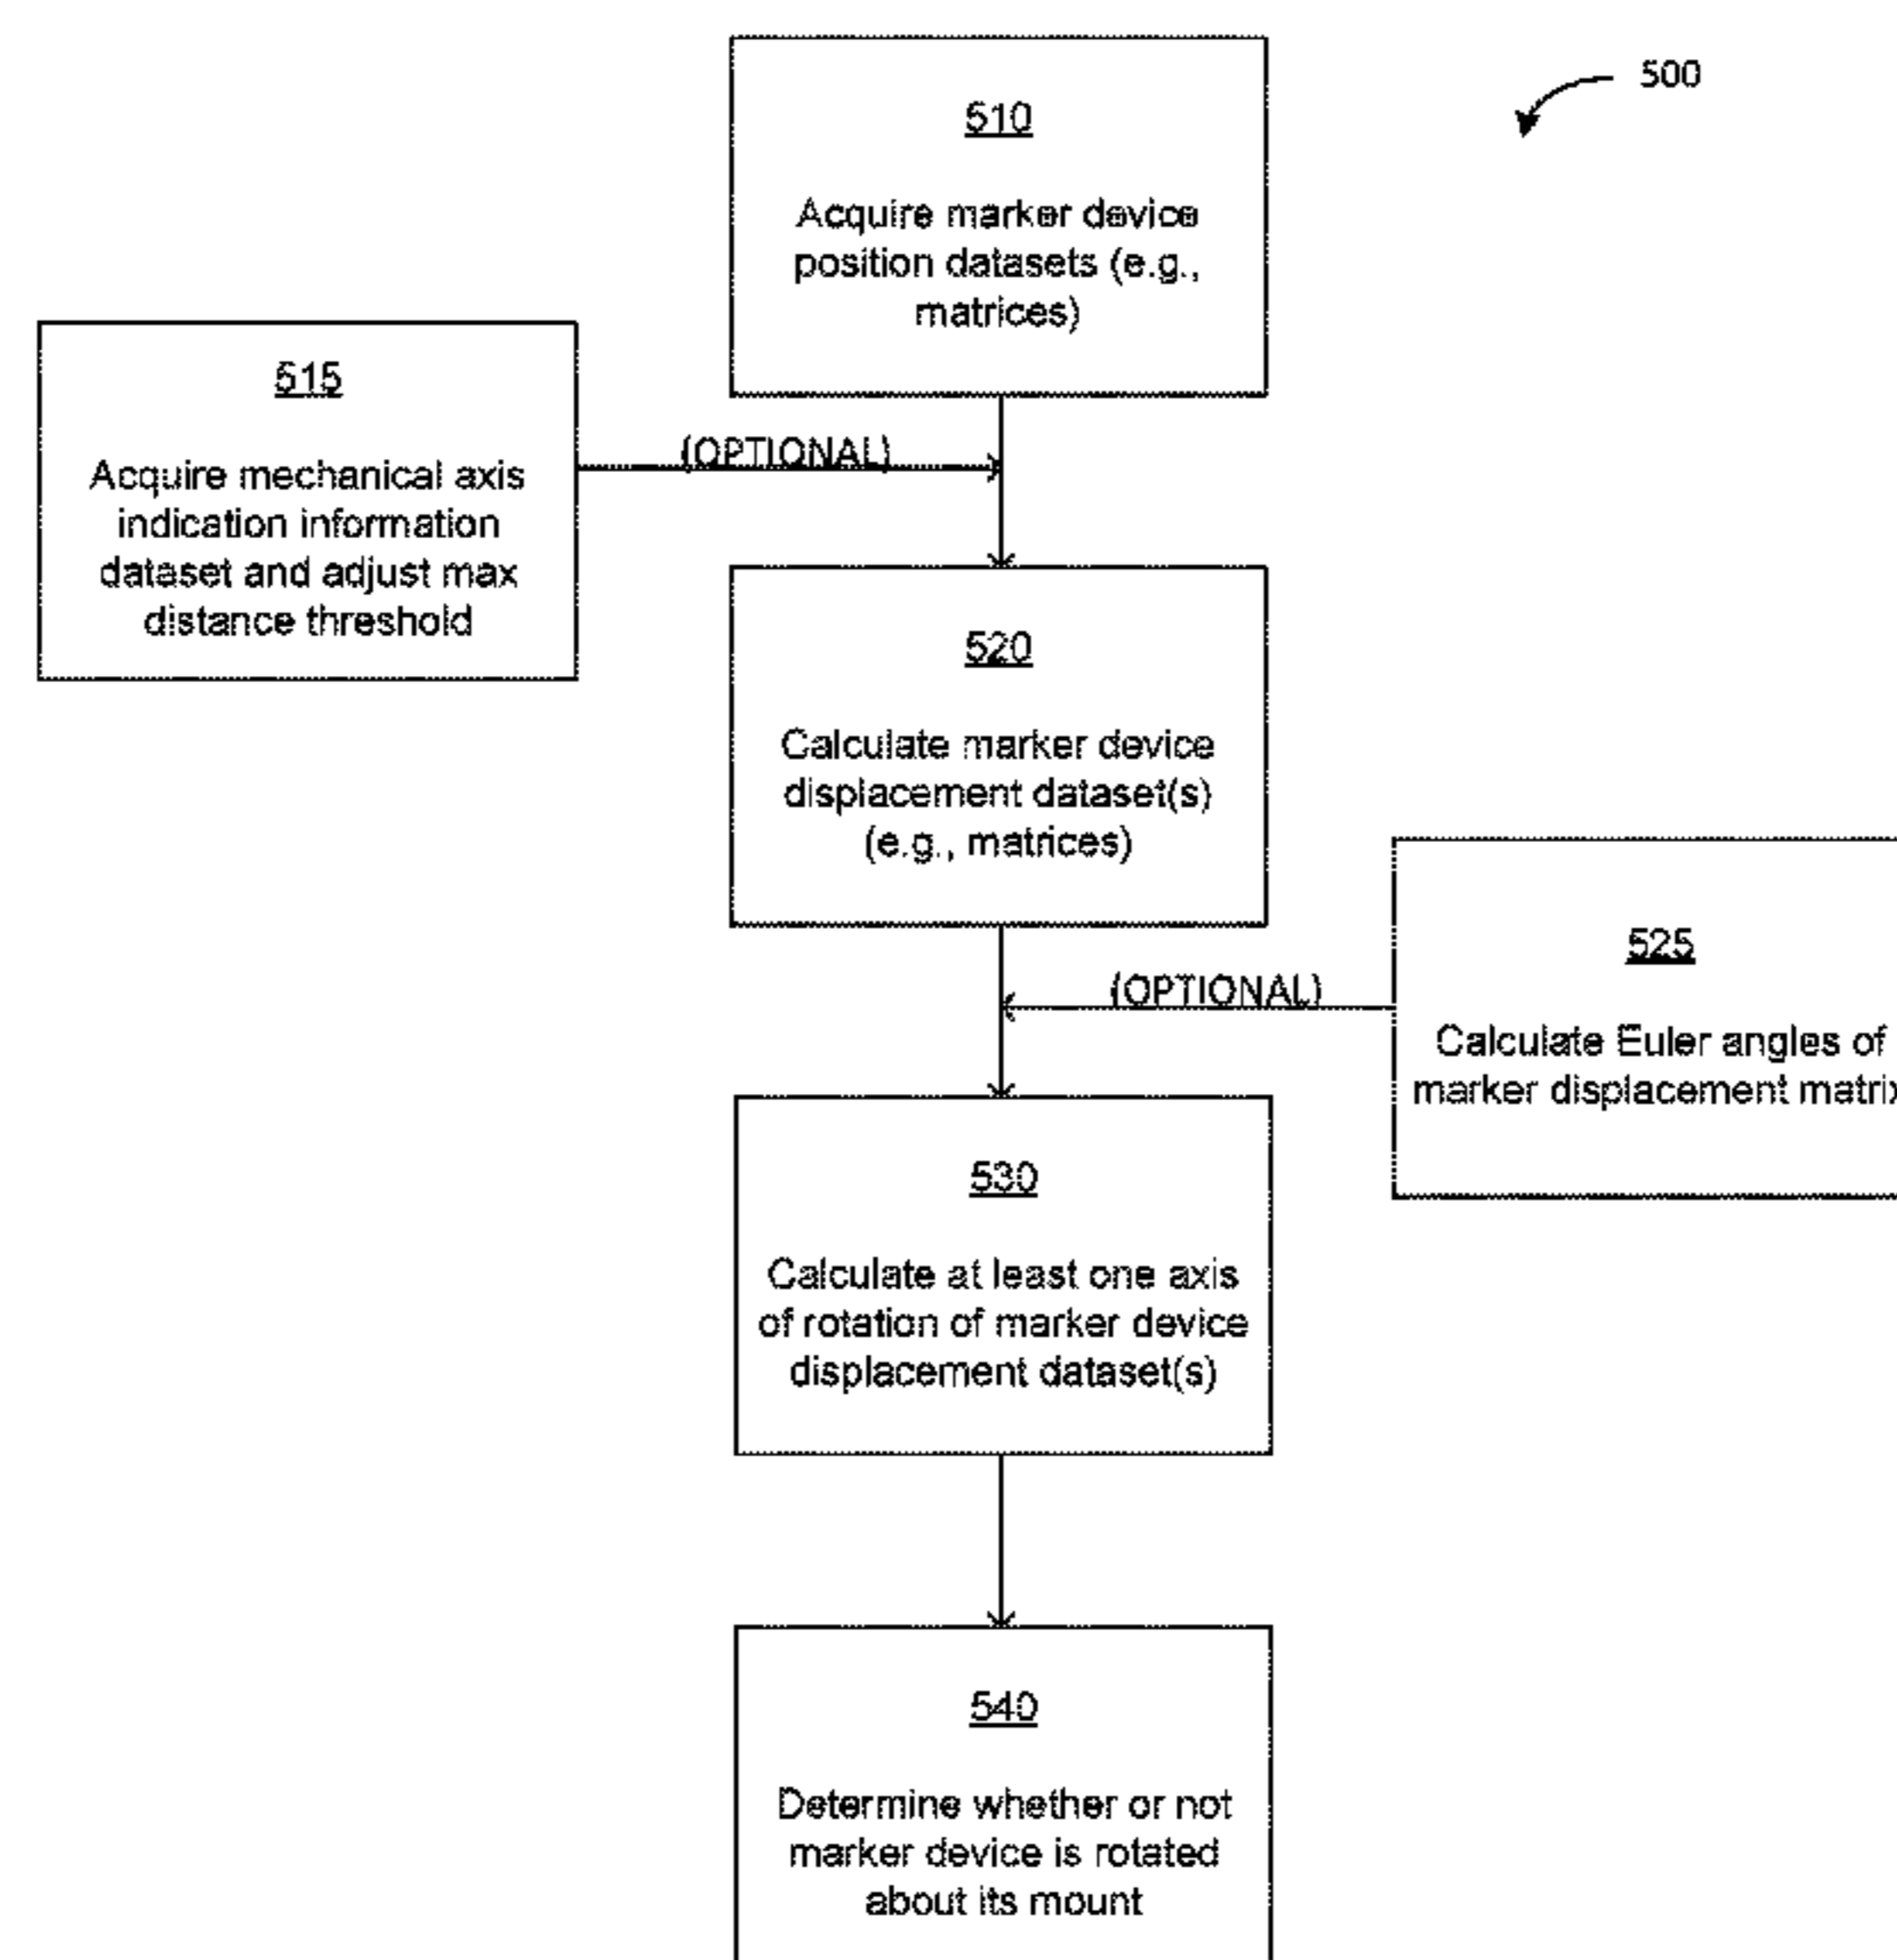 500
510
Acquire marker device
position datasets (e.g.,
matrices)
515
Acquire mechanical axis
indication information
dataset and adjust max
distance threshold
(OPTIONAL)
520
Calculate marker device
displacement dataset(s)
(e.g., matrices)
525
Calculate Euler angles of
marker displacement matrix
(OPTIONAL)
530
Calculate at least one axis
of rotation of marker device
displacement dataset(s)
540
Determine whether or not
marker device is rotated
about its mount